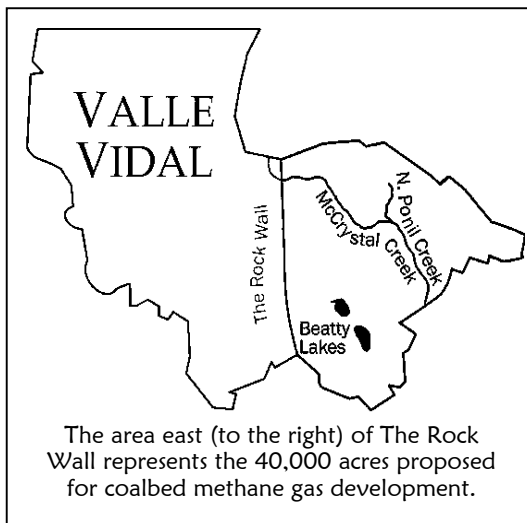 VALLE
VIDAL
The Rock Wall
McCrystal Creek
N. Ponil Creek
Beatty
Lakes
The area east (to the right) of The Rock
Wall represents the 40,000 acres proposed
for coalbed methane gas development.